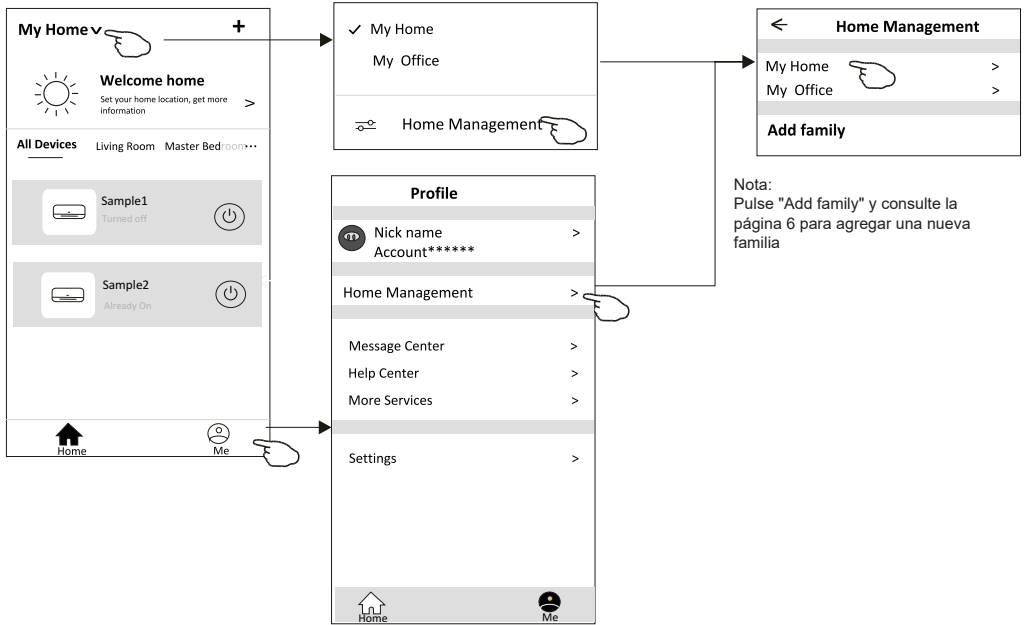 My Home
+
Welcome home
Set your home location, get more
information
>
All Devices Living Room Master Bedroom···
Sample1
Turned off
Sample2
Already On
Home
Me
✓ My Home
My Office
Home Management
Profile
Nick name >
Account******
Home Management >
Message Center >
Help Center >
More Services >
Settings >
Home
Me
Home Management
My Home >
My Office >
Add family
Nota:
Pulse "Add family" y consulte la
página 6 para agregar una nueva
familia